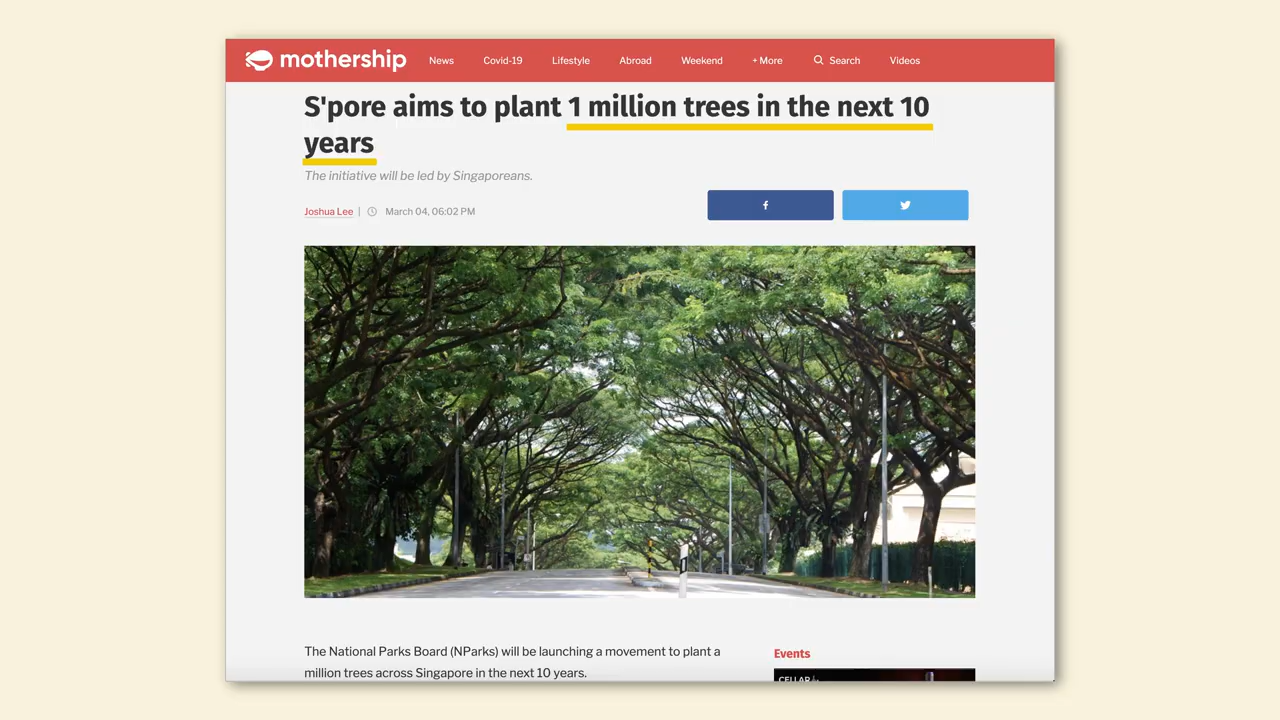 mothership
News Covid-19 Lifestyle Abroad Weekend + More Search Videos
S'pore aims to plant 1 million trees in the next 10
years
The initiative will be led by Singaporeans.
Joshua Lee | March 04, 06:02 PM
The National Parks Board (NParks) will be launching a movement to plant a
million trees across Singapore in the next 10 years.
Events
CELLAR